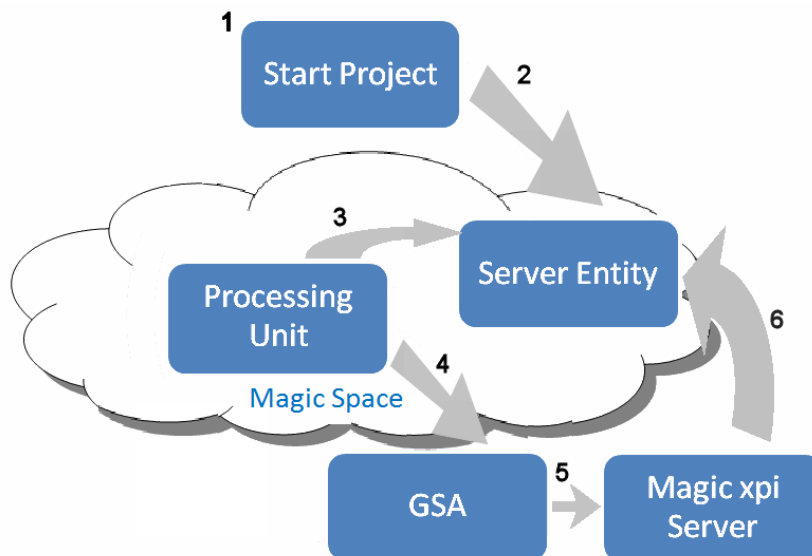 1
Start Project
2
3
Server Entity
Processing
Unit
6
4
Magic Space
GSA
5
Magic xpi
Server